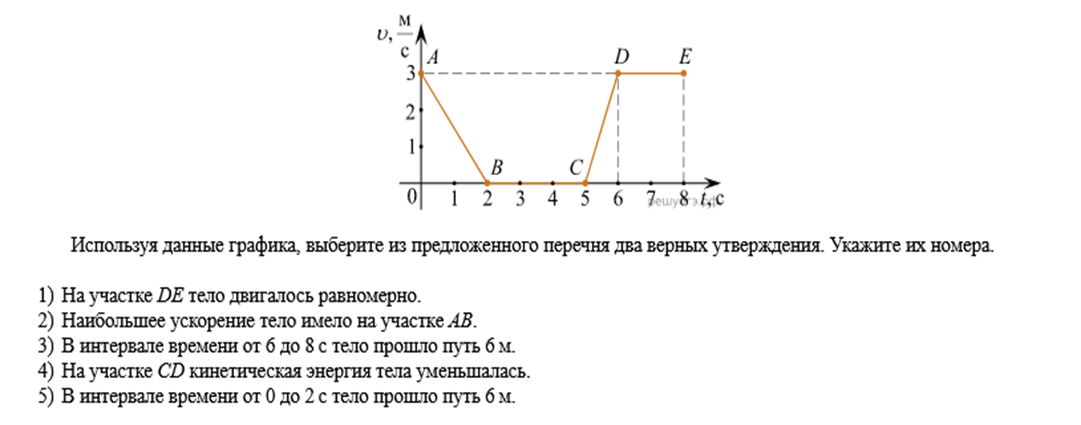 υ, м/с
A
D
E
3
2
1
B
C
0 1 2 3 4 5 6 7 8 t, с
Используя данные графика, выберите из предложенного перечня два верных утверждения. Укажите их номера.
1) На участке DE тело двигалось равномерно.
2) Наибольшее ускорение тело имело на участке AB.
3) В интервале времени от 6 до 8 с тело прошло путь 6 м.
4) На участке CD кинетическая энергия тела уменьшалась.
5) В интервале времени от 0 до 2 с тело прошло путь 6 м.